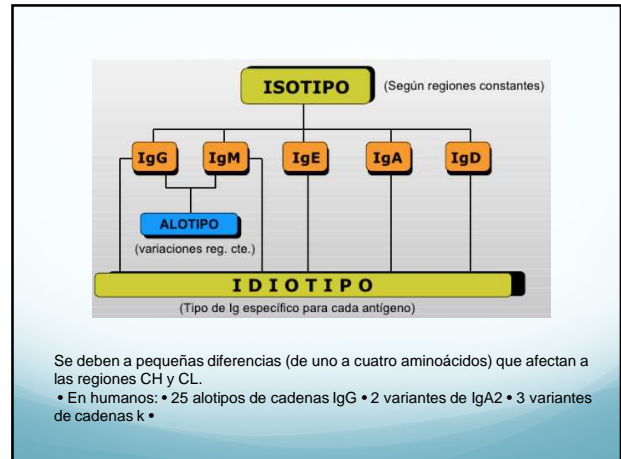 ISOTIPO (Según regiones constantes)
IgG IgM IgE IgA IgD
ALOTIPO
(variaciones reg. cte.)
IDIOTIPO
(Tipo de Ig específico para cada antígeno)
Se deben a pequeñas diferencias (de uno a cuatro aminoácidos) que afectan a
las regiones CH y CL.
• En humanos: • 25 alotipos de cadenas IgG • 2 variantes de IgA2 • 3 variantes
de cadenas k •